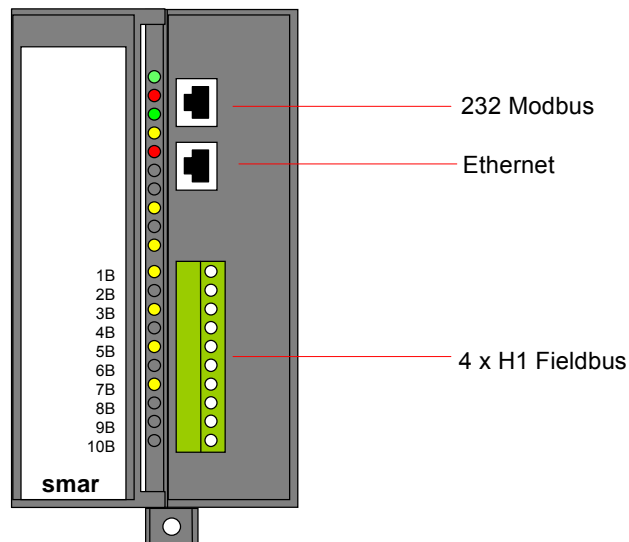 232 Modbus
Ethernet
1B
2B
3B
4B
5B
6B
7B
8B
9B
10B
4 x H1 Fieldbus
smar